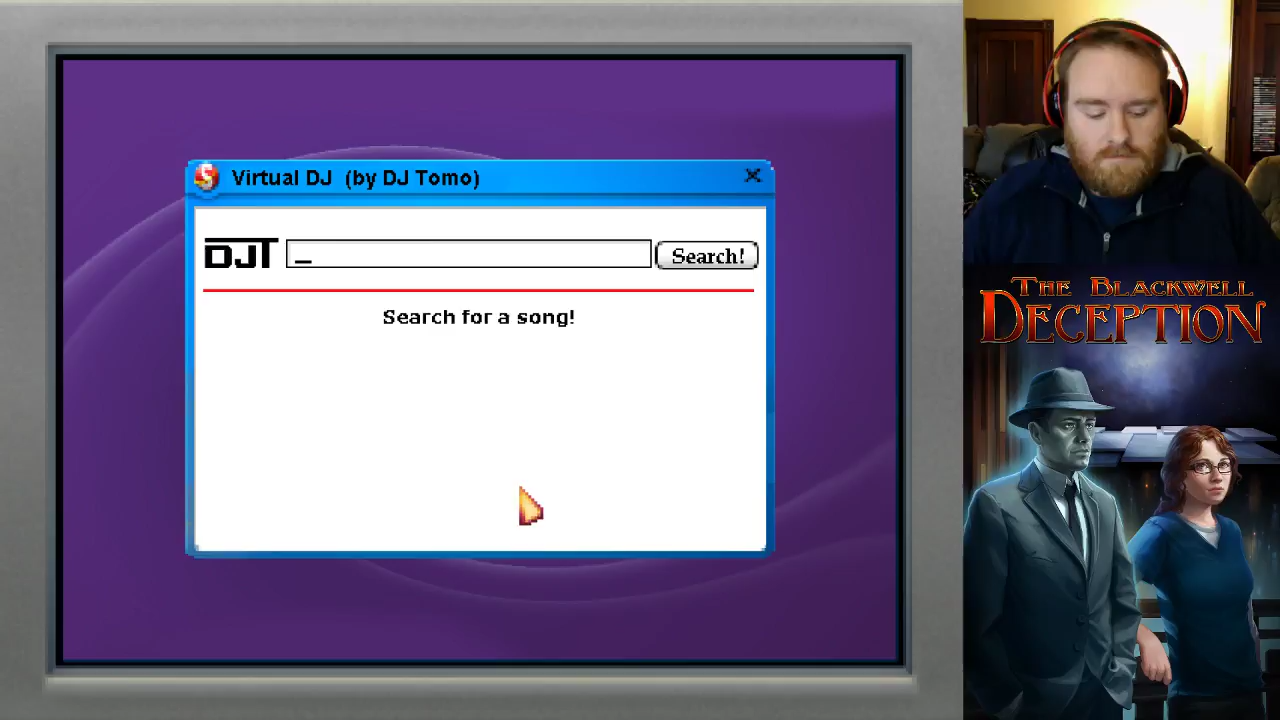 Virtual DJ (by DJ Tomo)
DJT
Search!
Search for a song!
THE BLACKWELL
DECEPTION